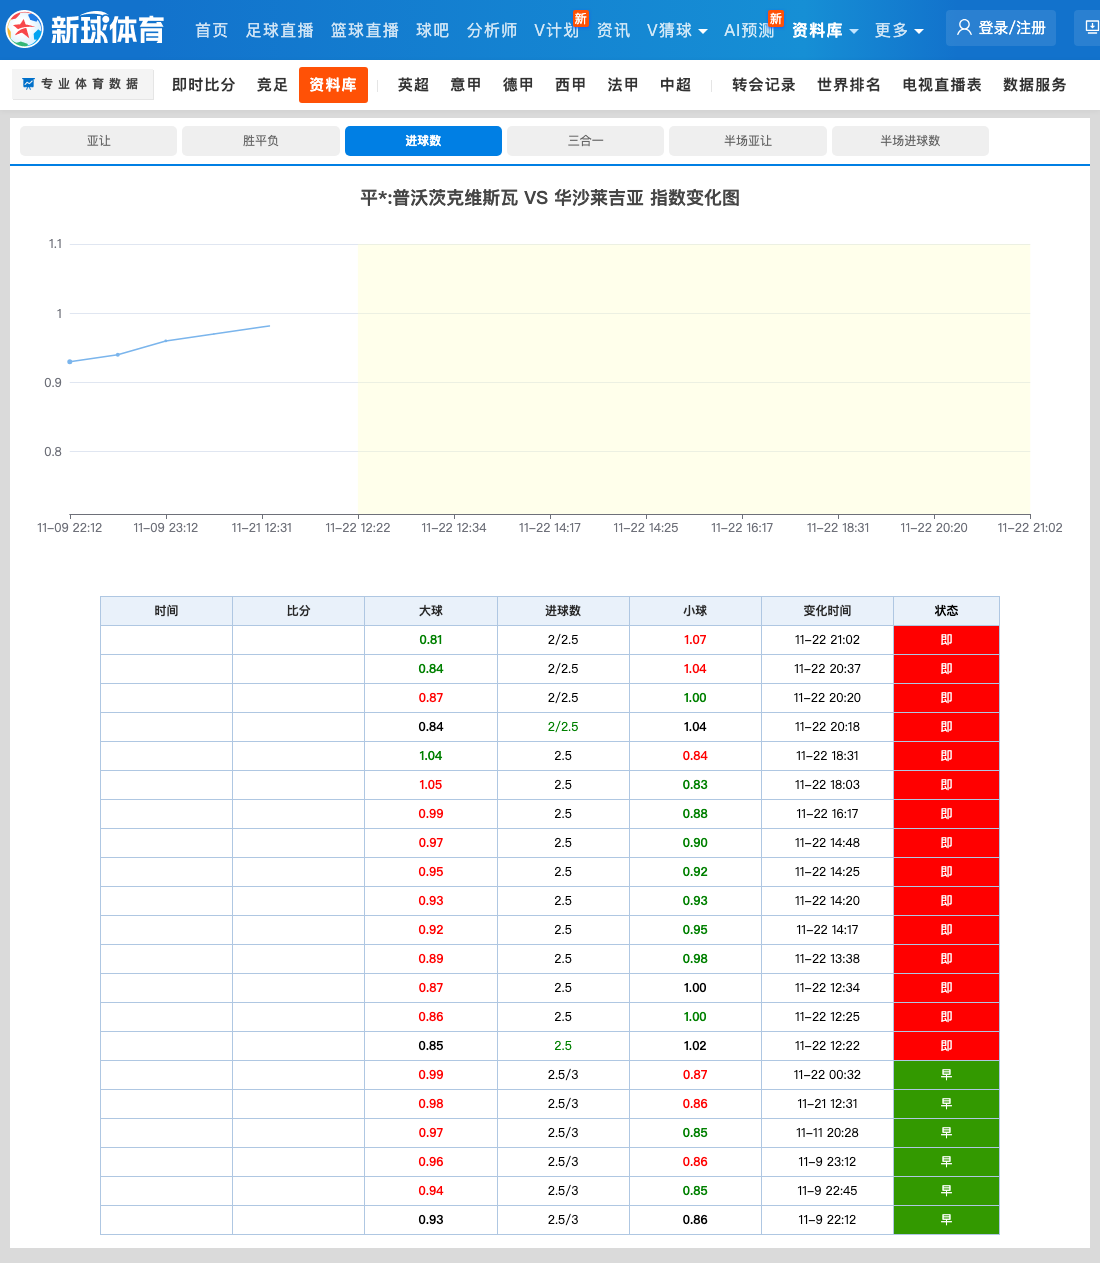 新球体育 首页 足球直播 篮球直播 球吧 分析师 V计划 新 资讯 V猜球 AI预测 新 资料库 更多 登录/注册
专业体育数据 即时比分 竞足 资料库 英超 意甲 德甲 西甲 法甲 中超 转会记录 世界排名 电视直播表 数据服务
亚让 胜平负 进球数 三合一 半场亚让 半场进球数
平*:普沃茨克维斯瓦 VS 华沙莱吉亚 指数变化图
1.1
1
0.9
0.8
11-09 22:12 11-09 23:12 11-21 12:31 11-22 12:22 11-22 12:34 11-22 14:17 11-22 14:25 11-22 16:17 11-22 18:31 11-22 20:20 11-22 21:02
时间 比分 大球 进球数 小球 变化时间 状态
0.81 2/2.5 1.07 11-22 21:02 即
0.84 2/2.5 1.04 11-22 20:37 即
0.87 2/2.5 1.00 11-22 20:20 即
0.84 2/2.5 1.04 11-22 20:18 即
1.04 2.5 0.84 11-22 18:31 即
1.05 2.5 0.83 11-22 18:03 即
0.99 2.5 0.88 11-22 16:17 即
0.97 2.5 0.90 11-22 14:48 即
0.95 2.5 0.92 11-22 14:25 即
0.93 2.5 0.93 11-22 14:20 即
0.92 2.5 0.95 11-22 14:17 即
0.89 2.5 0.98 11-22 13:38 即
0.87 2.5 1.00 11-22 12:34 即
0.86 2.5 1.00 11-22 12:25 即
0.85 2.5 1.02 11-22 12:22 即
0.99 2.5/3 0.87 11-22 00:32 早
0.98 2.5/3 0.86 11-21 12:31 早
0.97 2.5/3 0.85 11-11 20:28 早
0.96 2.5/3 0.86 11-9 23:12 早
0.94 2.5/3 0.85 11-9 22:45 早
0.93 2.5/3 0.86 11-9 22:12 早